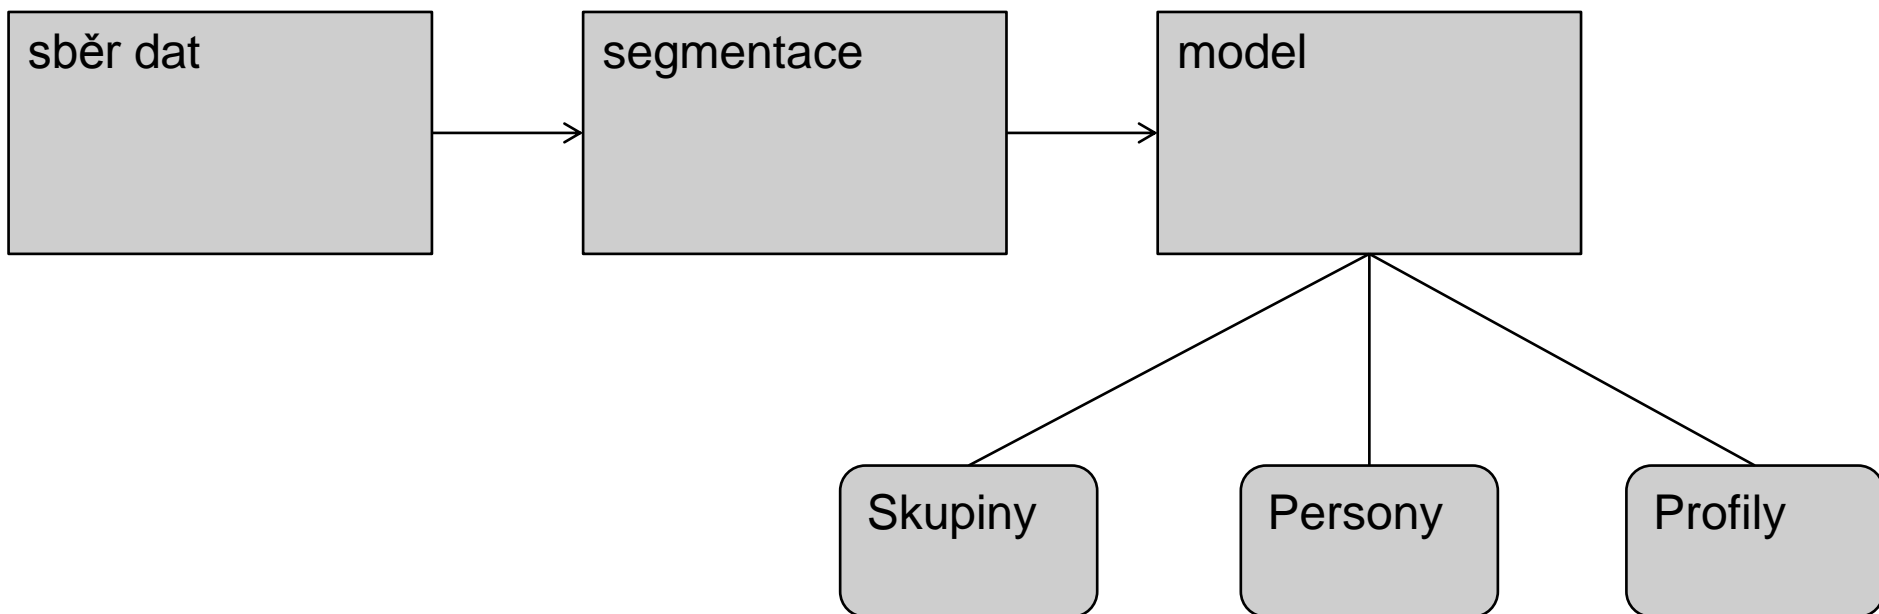 sběr dat
segmentace
model
Skupiny
Persony
Profily